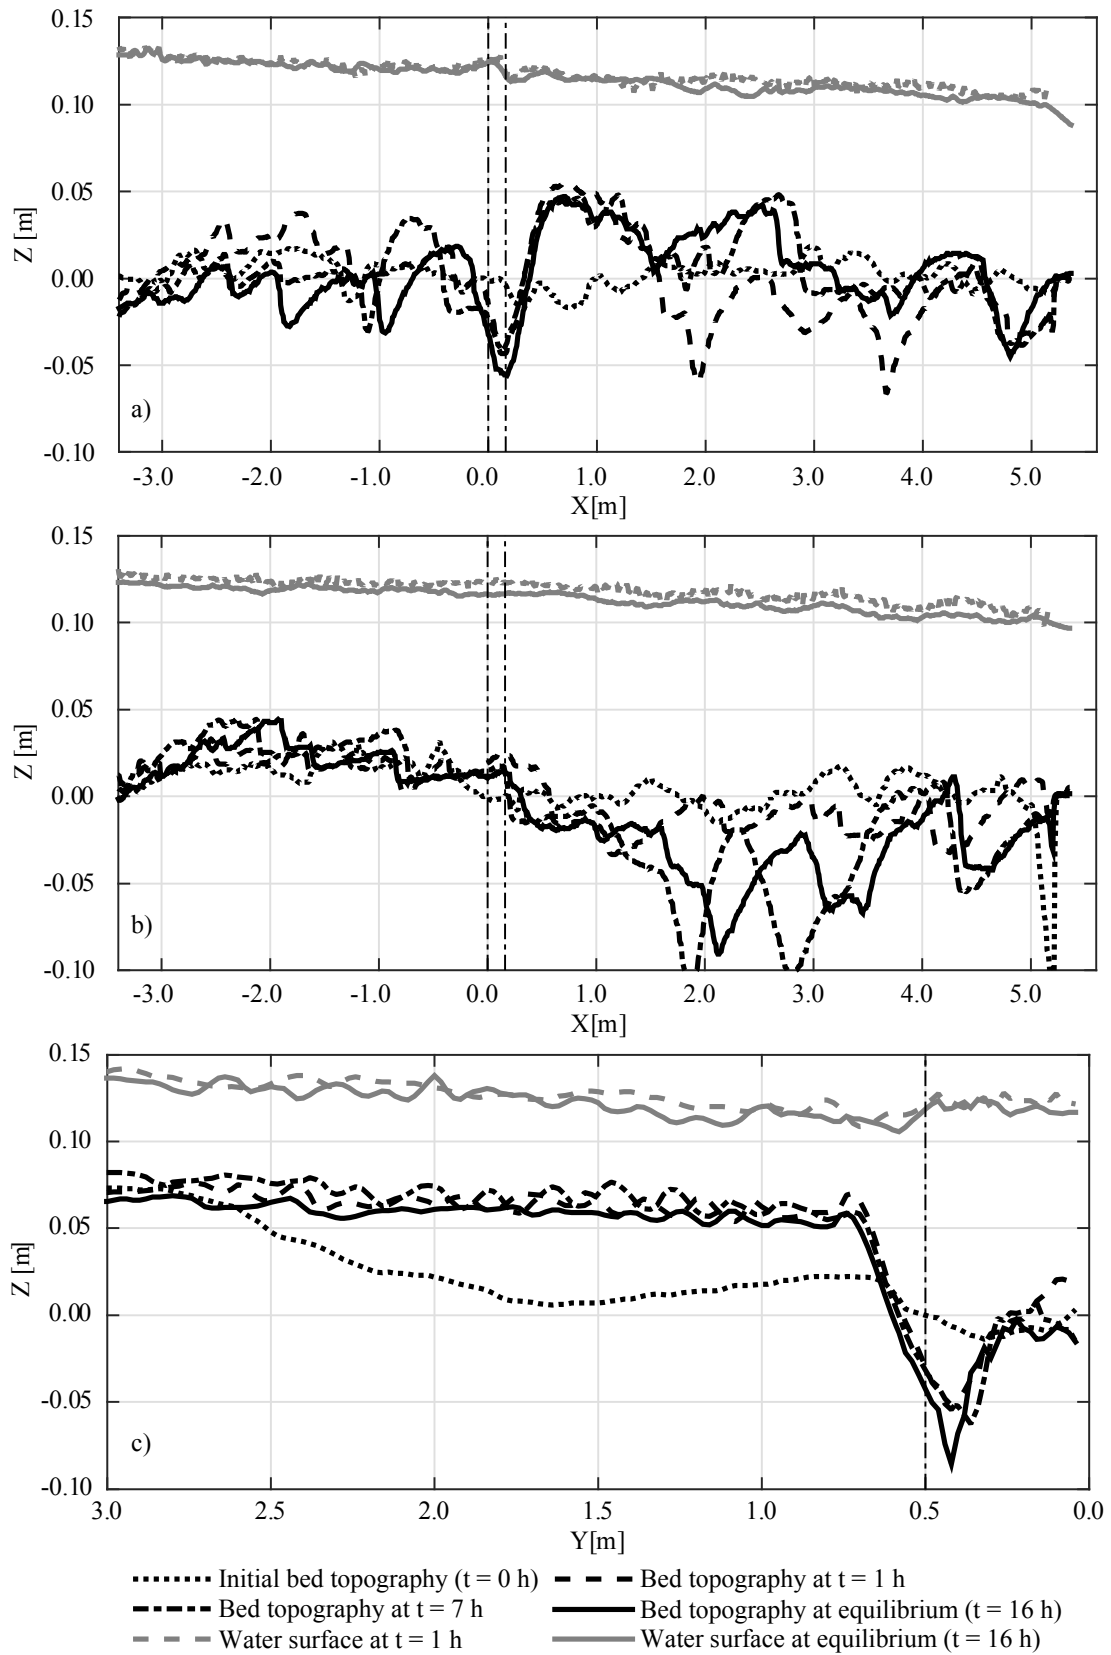 0.15
0.10
0.05
0.00
-0.05
-0.10
Z [m]
a)
-3.0 -2.0 -1.0 0.0 1.0 2.0 3.0 4.0 5.0
X[m]
0.15
0.10
0.05
0.00
-0.05
-0.10
Z [m]
b)
-3.0 -2.0 -1.0 0.0 1.0 2.0 3.0 4.0 5.0
X[m]
0.15
0.10
0.05
0.00
-0.05
-0.10
Z [m]
c)
3.0 2.5 2.0 1.5 1.0 0.5 0.0
Y[m]
Initial bed topography (t = 0 h) Bed topography at t = 1 h
Bed topography at t = 7 h Bed topography at equilibrium (t = 16 h)
Water surface at t = 1 h Water surface at equilibrium (t = 16 h)